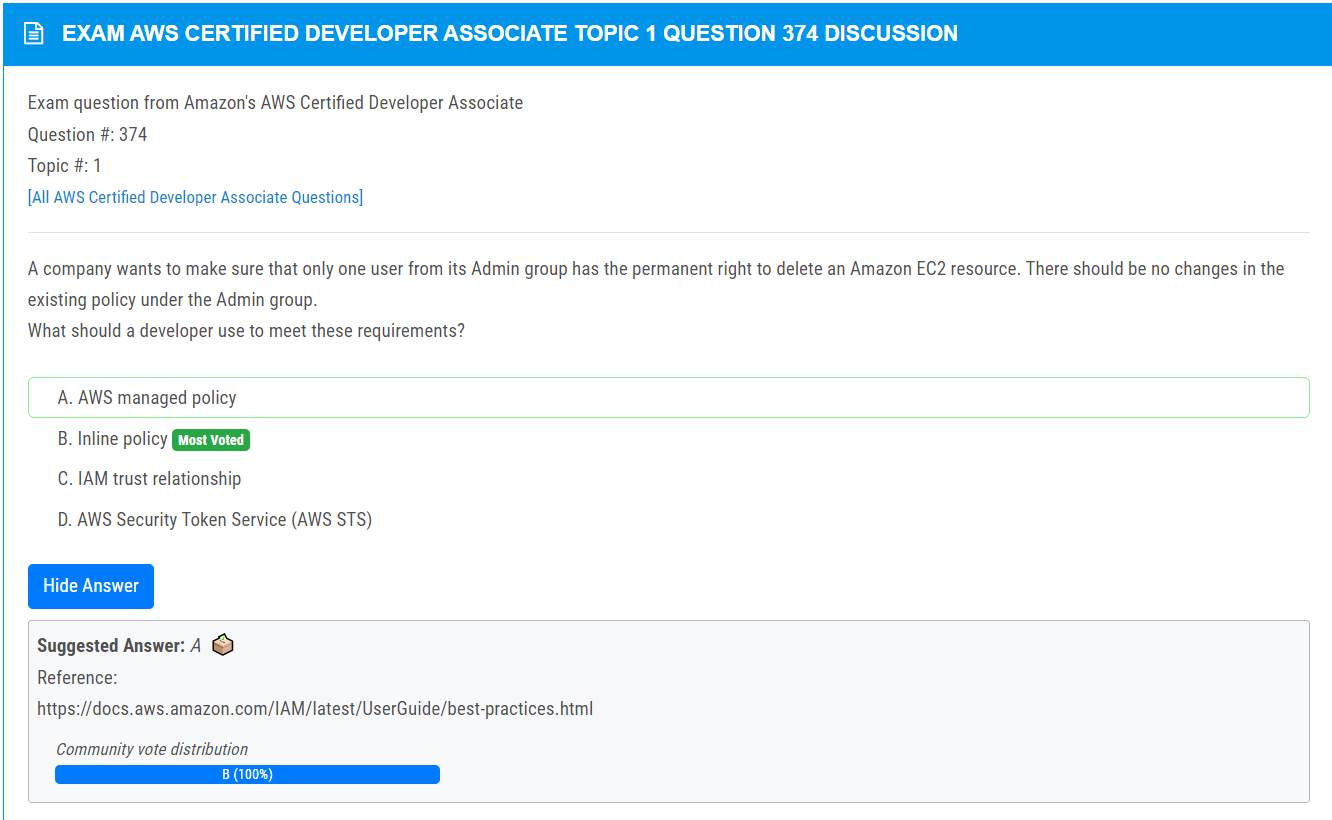 EXAM AWS CERTIFIED DEVELOPER ASSOCIATE TOPIC 1 QUESTION 374 DISCUSSION
Exam question from Amazon's AWS Certified Developer Associate
Question #: 374
Topic #: 1
[All AWS Certified Developer Associate Questions]
A company wants to make sure that only one user from its Admin group has the permanent right to delete an Amazon EC2 resource. There should be no changes in the
existing policy under the Admin group.
What should a developer use to meet these requirements?
A. AWS managed policy
B. Inline policy Most Voted
C. IAM trust relationship
D. AWS Security Token Service (AWS STS)
Hide Answer
Suggested Answer: A
Reference:
https://docs.aws.amazon.com/IAM/latest/UserGuide/best-practices.html
Community vote distribution
B (100%)